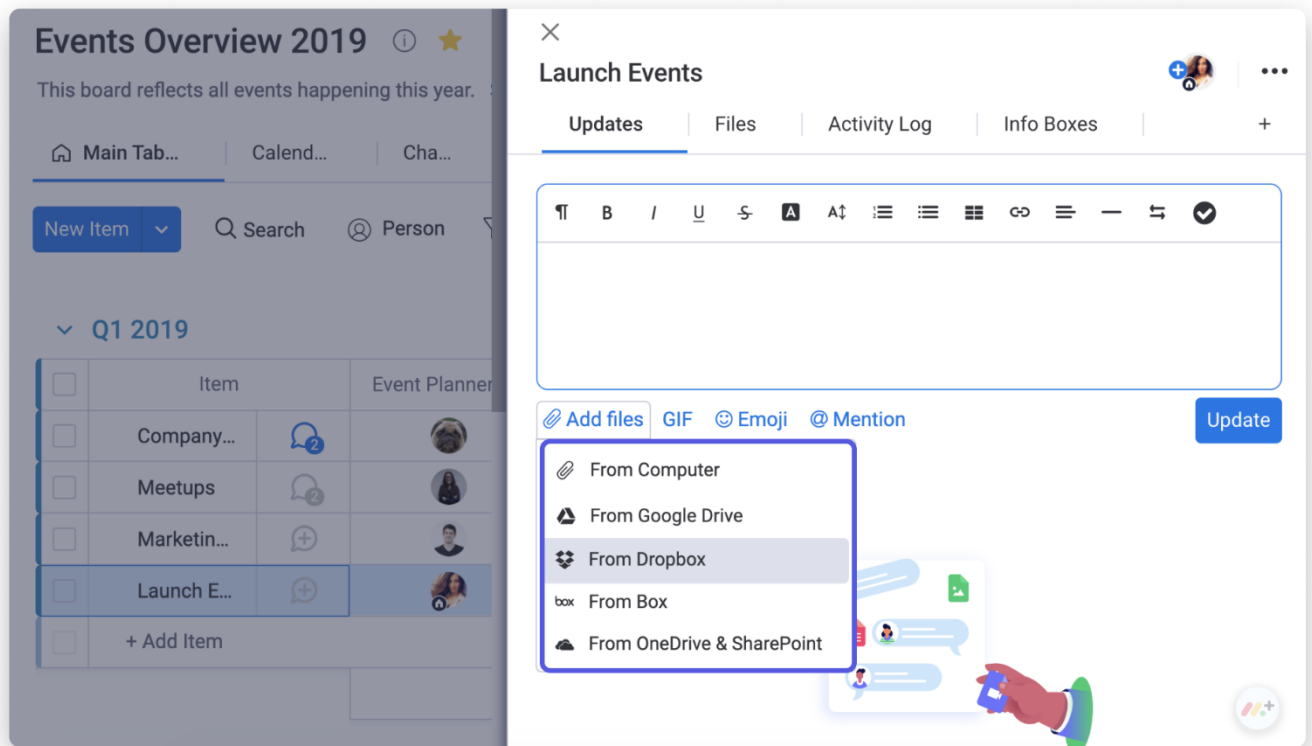 Events Overview 2019
This board reflects all events happening this year.
Main Tab...
Calend...
Cha...
New Item
Search
Person
Q1 2019
Item
Event Planner
Company...
2
Meetups
2
Marketin...
Launch E...
+ Add Item
Launch Events
Updates
Files
Activity Log
Info Boxes
+
B I U S A A
Add files
GIF
Emoji
@ Mention
Update
From Computer
From Google Drive
From Dropbox
box From Box
From OneDrive & SharePoint